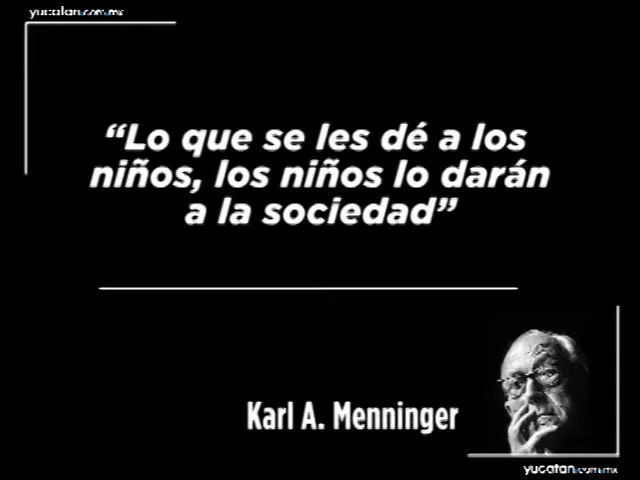 yucatan.com.mx
“Lo que se les dé a los
niños, los niños lo darán
a la sociedad”
Karl A. Menninger
yucatan.com.mx